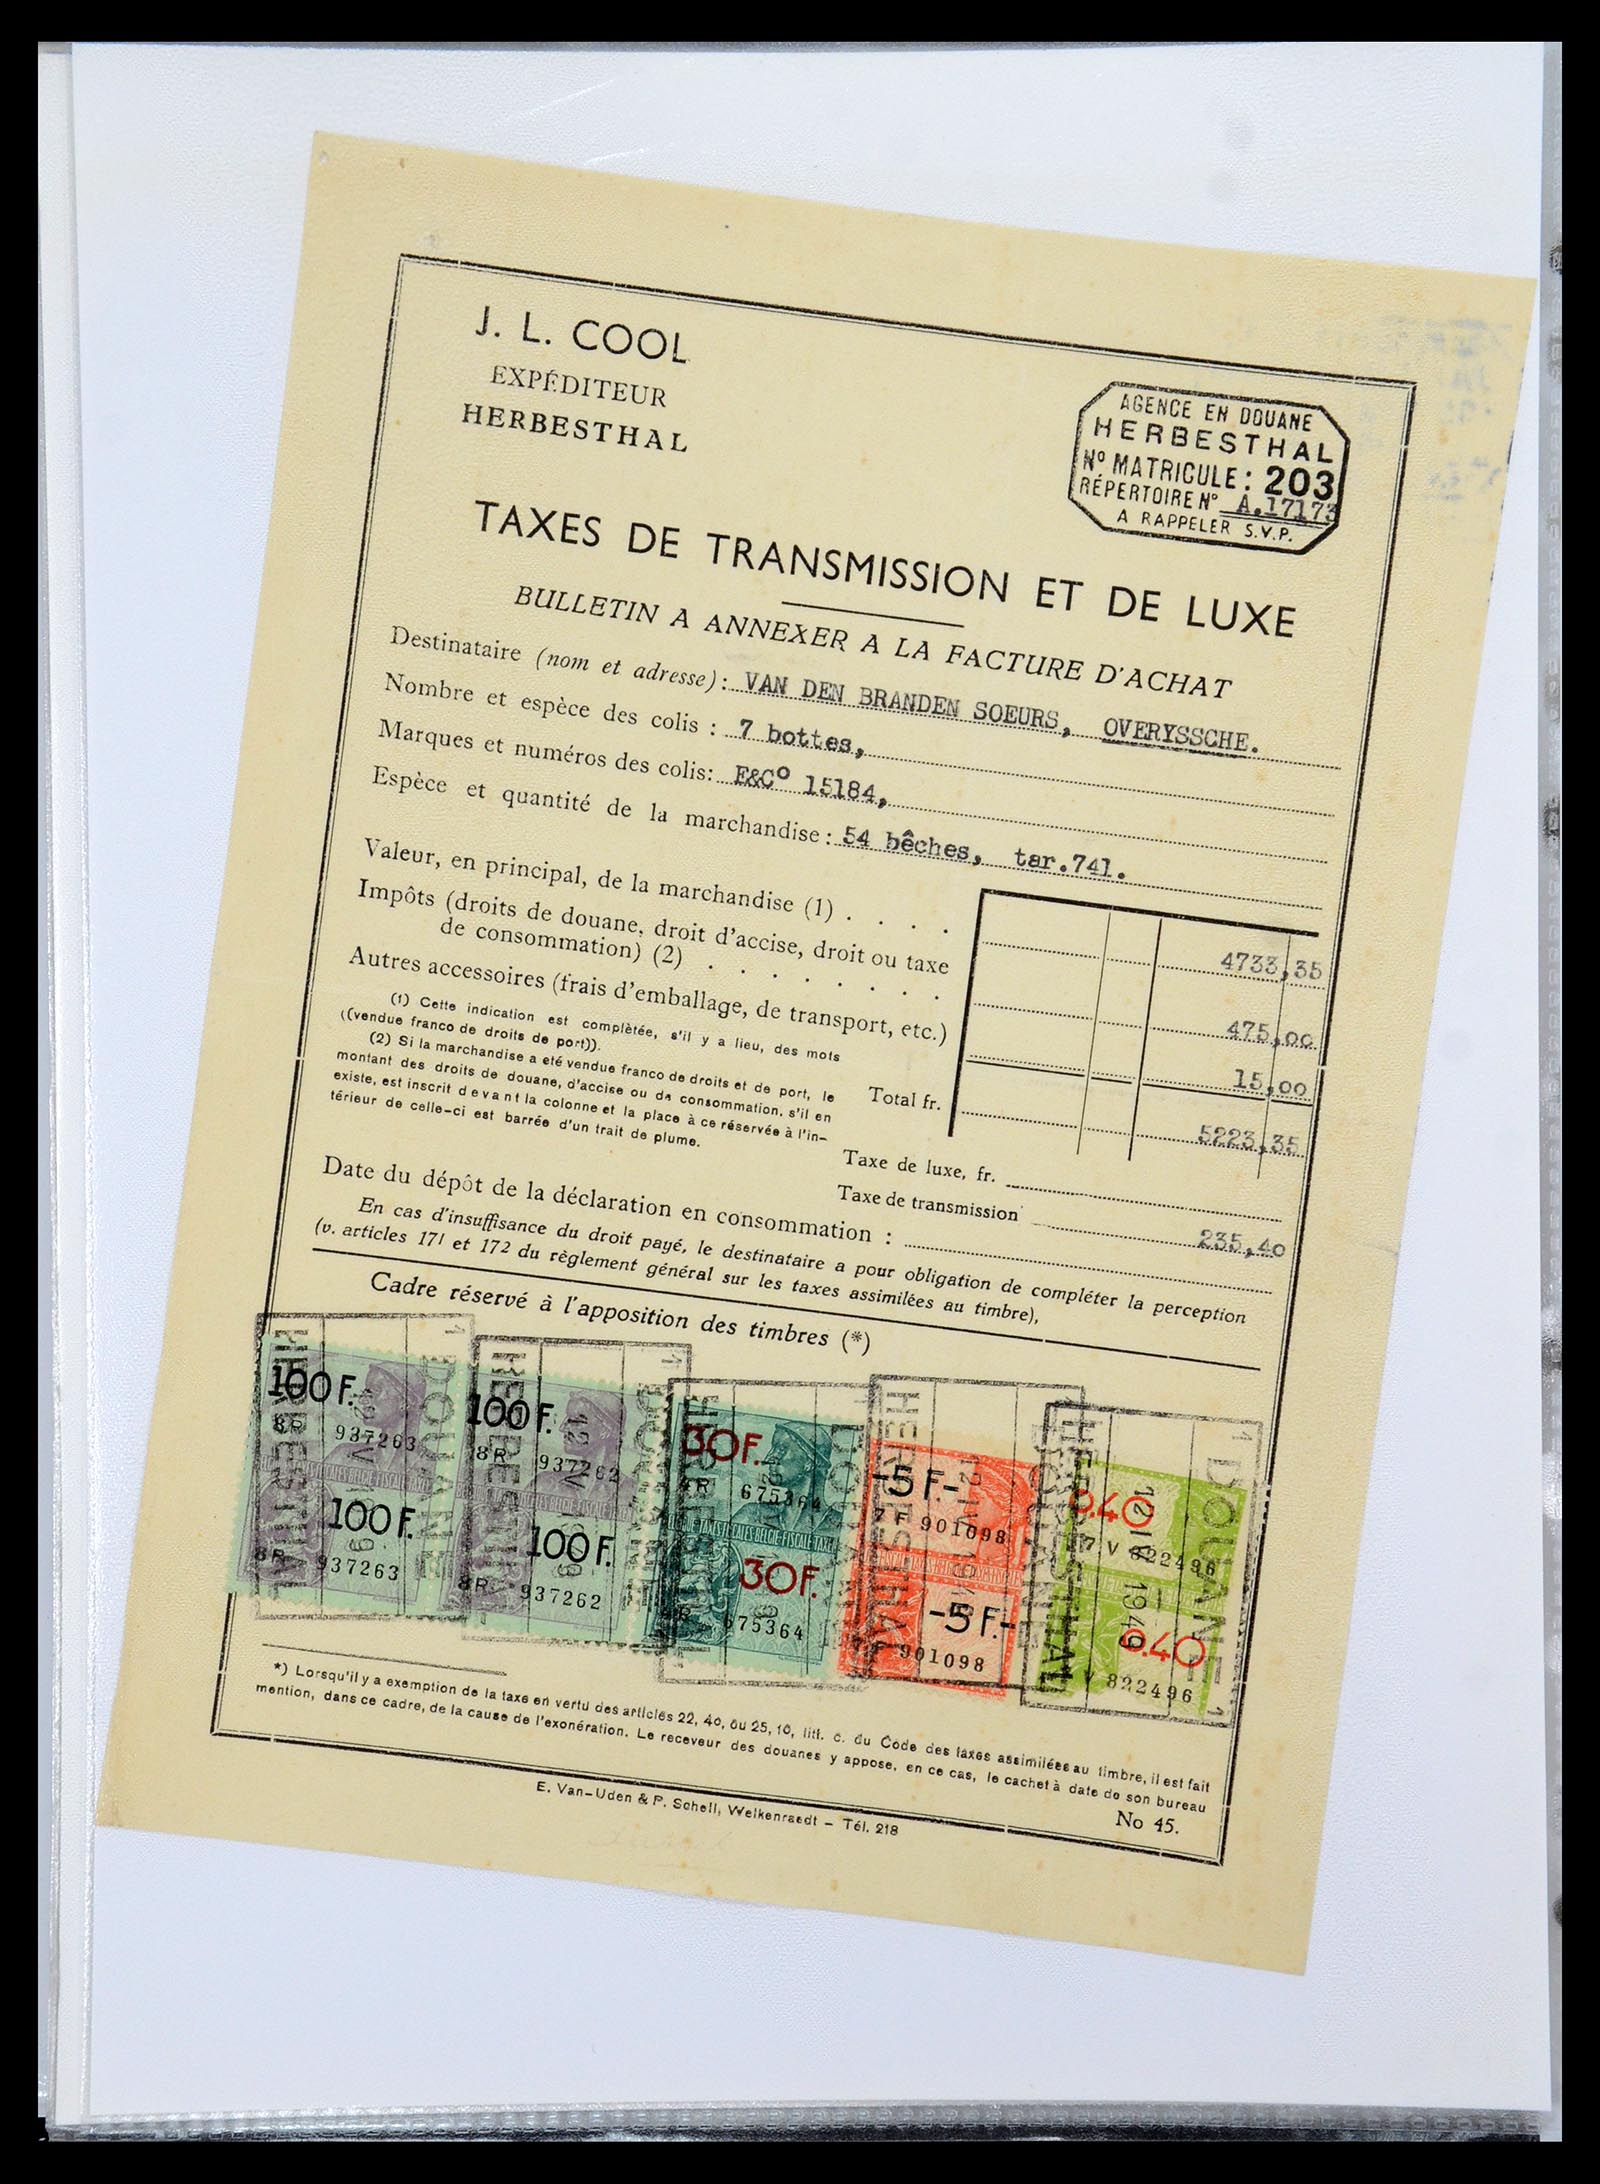 J. L. COOL
EXPÉDITEUR
HERBESTHAL
AGENCE EN DOUANE
HERBESTHAL
No MATRICULE: 203
RÉPERTOIRE No A.17173
A RAPPELER S.V.P.
TAXES DE TRANSMISSION ET DE LUXE
BULLETIN A ANNEXER A LA FACTURE D'ACHAT
Destinataire (nom et adresse): VAN DEN BRANDEN SOEURS, OVERYSSCHE.
Nombre et espèce des colis : 7 bottes,
Marques et numéros des colis: E&Co 15184,
Espèce et quantité de la marchandise: 54 bêches, tar.741.
Valeur, en principal, de la marchandise (1) . . . . 4733,35
Impôts (droits de douane, droit d'accise, droit ou taxe
de consommation) (2) . . . . . . . 475,00
Autres accessoires (frais d'emballage, de transport, etc.) 15,00
(1) Cette indication est complètée, s'il y a lieu, des mots
((vendue franco de droits de port)).
(2) Si la marchandise a eté vendue franco de droits et de port, le
montant des droits de douane, d'accise ou de consommation, s'il en
existe, est inscrit devant la colonne et la place à ce réservée à l'in-
térieur de celle-ci est barrée d'un trait de plume.
Total fr. 5223,35
Taxe de luxe, fr.
Taxe de transmission 235,40
Date du dépôt de la déclaration en consommation :
En cas d'insuffisance du droit payé, le destinataire a pour obligation de compléter la perception
(v. articles 171 et 172 du règlement général sur les taxes assimilées au timbre),
Cadre réservé à l'apposition des timbres (*)
100 F.
8R 937263
100 F.
8R 937263
100 F.
8R 937262
100 F.
8R 937262
30F.
4R 675364
30F.
4R 675364
-5 F.-
7 F 901098
-5 F.-
901098
0.40
7 V 822496
0.40
V 822496
HERBESTHAL
DOUANE
12 IV 1949
*) Lorsqu'il y a exemption de la taxe en vertu des articles 22, 40, ou 25, 10, litt. c. du Code des taxes assimilées au timbre, il est fait
mention, dans ce cadre, de la cause de l'exonération. Le receveur des douanes y appose, en ce cas, le cachet à date de son bureau
No 45.
E. Van-Uden & P. Schell, Welkenraedt – Tél. 218